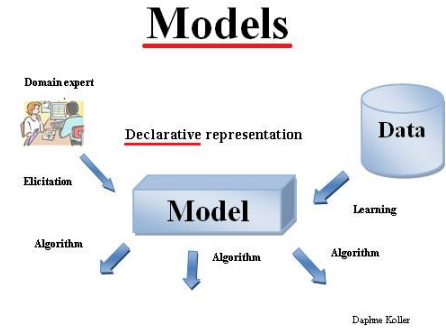 Models
Domain expert
Declarative representation
Data
Elicitation
Model
Learning
Algorithm
Algorithm
Algorithm
Daphne Koller